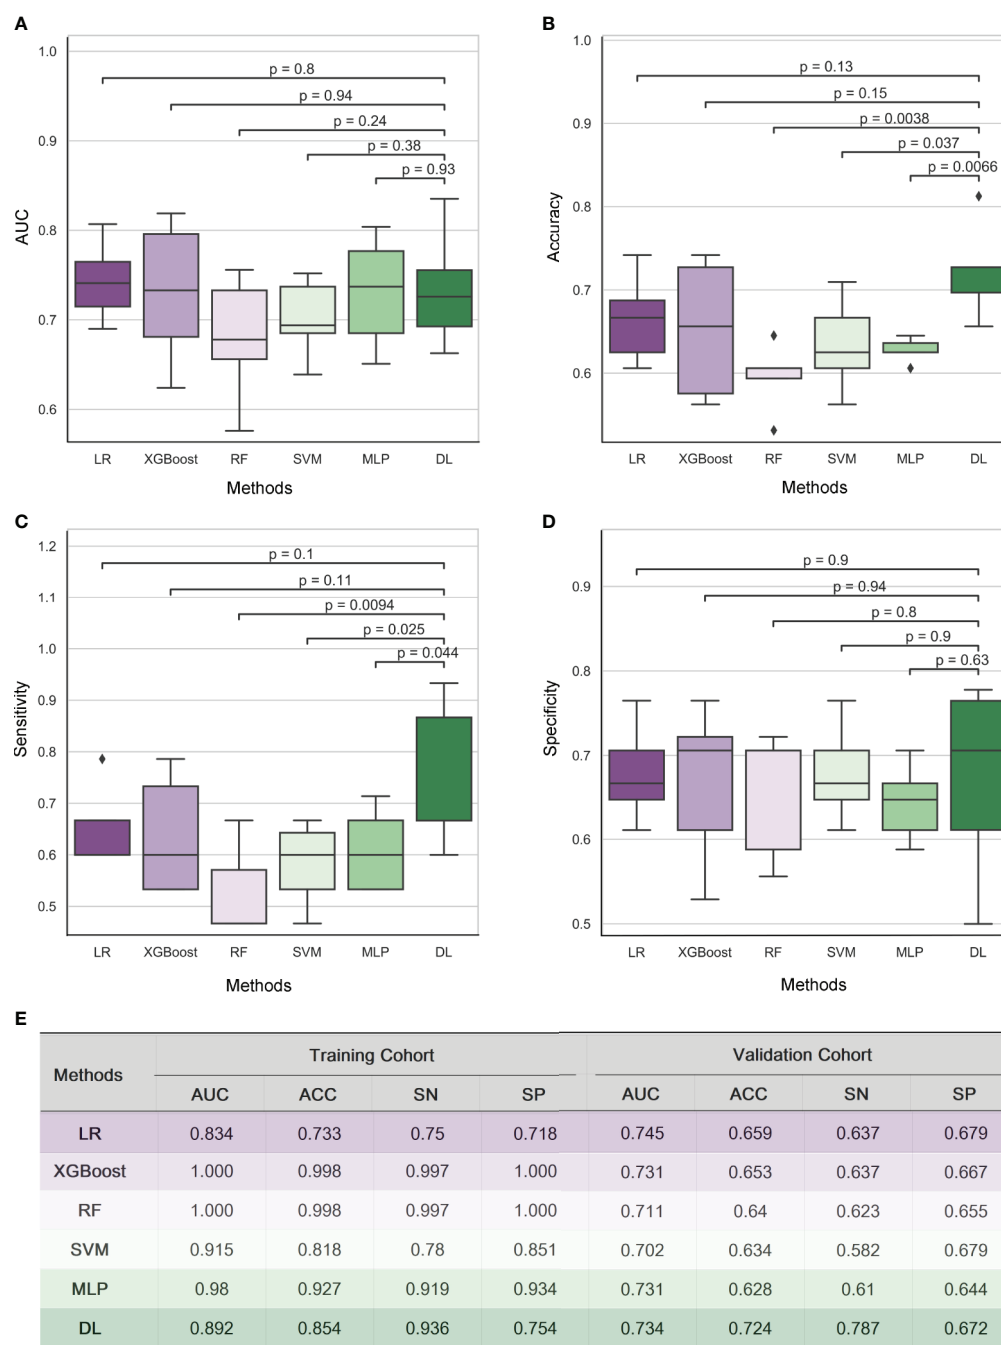 A
1.0
0.9
0.8
0.7
0.6
AUC
p = 0.8
p = 0.94
p = 0.24
p = 0.38
p = 0.93
LR XGBoost RF SVM MLP DL
Methods
B
1.0
0.9
0.8
0.7
0.6
Accuracy
p = 0.13
p = 0.15
p = 0.0038
p = 0.037
p = 0.0066
LR XGBoost RF SVM MLP DL
Methods
C
1.2
1.1
1.0
0.9
0.8
0.7
0.6
0.5
Sensitivity
p = 0.1
p = 0.11
p = 0.0094
p = 0.025
p = 0.044
LR XGBoost RF SVM MLP DL
Methods
D
0.9
0.8
0.7
0.6
0.5
Specificity
p = 0.9
p = 0.94
p = 0.8
p = 0.9
p = 0.63
LR XGBoost RF SVM MLP DL
Methods
E
Methods Training Cohort Validation Cohort
AUC ACC SN SP AUC ACC SN SP
LR 0.834 0.733 0.75 0.718 0.745 0.659 0.637 0.679
XGBoost 1.000 0.998 0.997 1.000 0.731 0.653 0.637 0.667
RF 1.000 0.998 0.997 1.000 0.711 0.64 0.623 0.655
SVM 0.915 0.818 0.78 0.851 0.702 0.634 0.582 0.679
MLP 0.98 0.927 0.919 0.934 0.731 0.628 0.61 0.644
DL 0.892 0.854 0.936 0.754 0.734 0.724 0.787 0.672